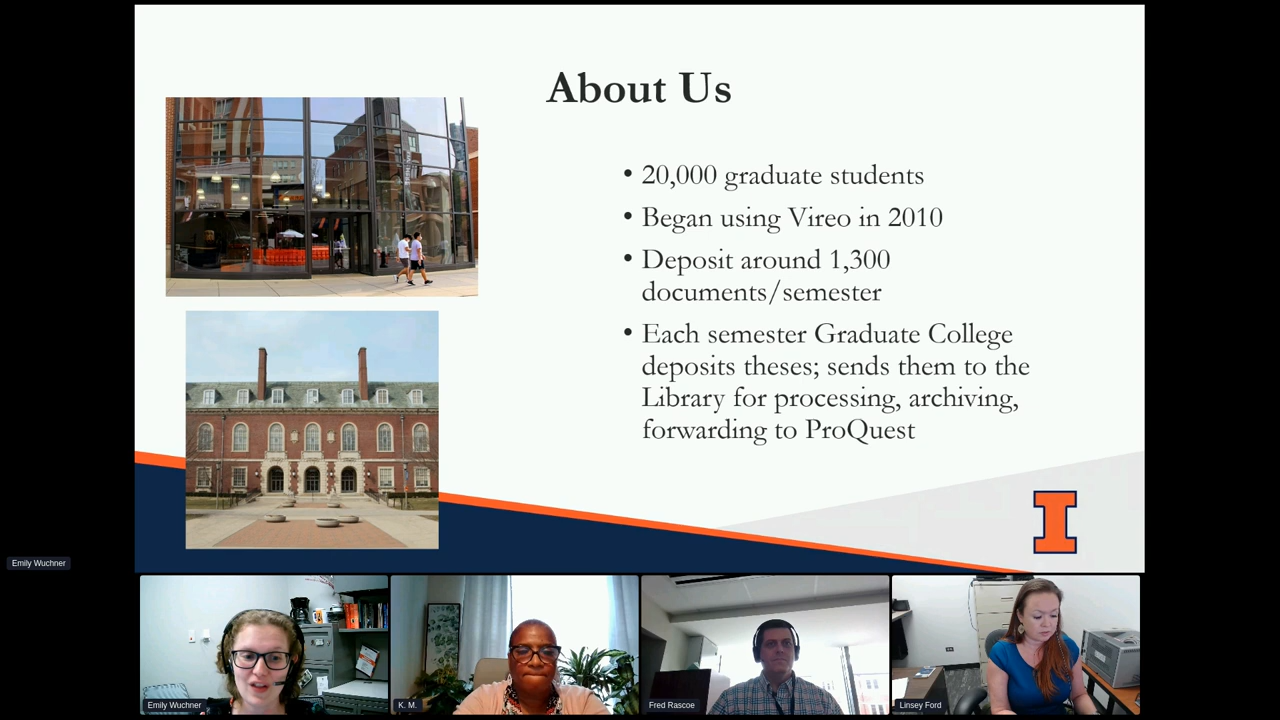 About Us
• 20,000 graduate students
• Began using Vireo in 2010
• Deposit around 1,300
documents/semester
• Each semester Graduate College
deposits theses; sends them to the
Library for processing, archiving,
forwarding to ProQuest
I
Emily Wuchner
Emily Wuchner
K. M.
Fred Rascoe
Linsey Ford